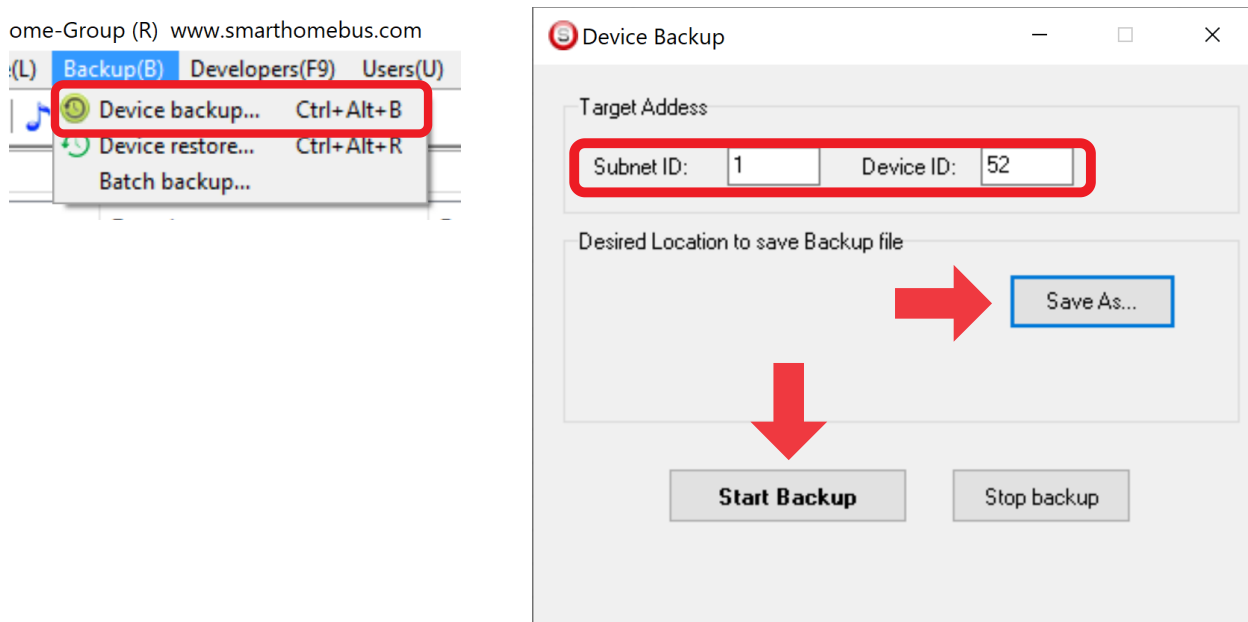 ome-Group (R) www.smarthomebus.com
(L) Backup(B) Developers(F9) Users(U)
Device backup... Ctrl+Alt+B
Device restore... Ctrl+Alt+R
Batch backup...
Device Backup
Target Addess
Subnet ID: 1 Device ID: 52
Desired Location to save Backup file
Save As...
Start Backup Stop backup